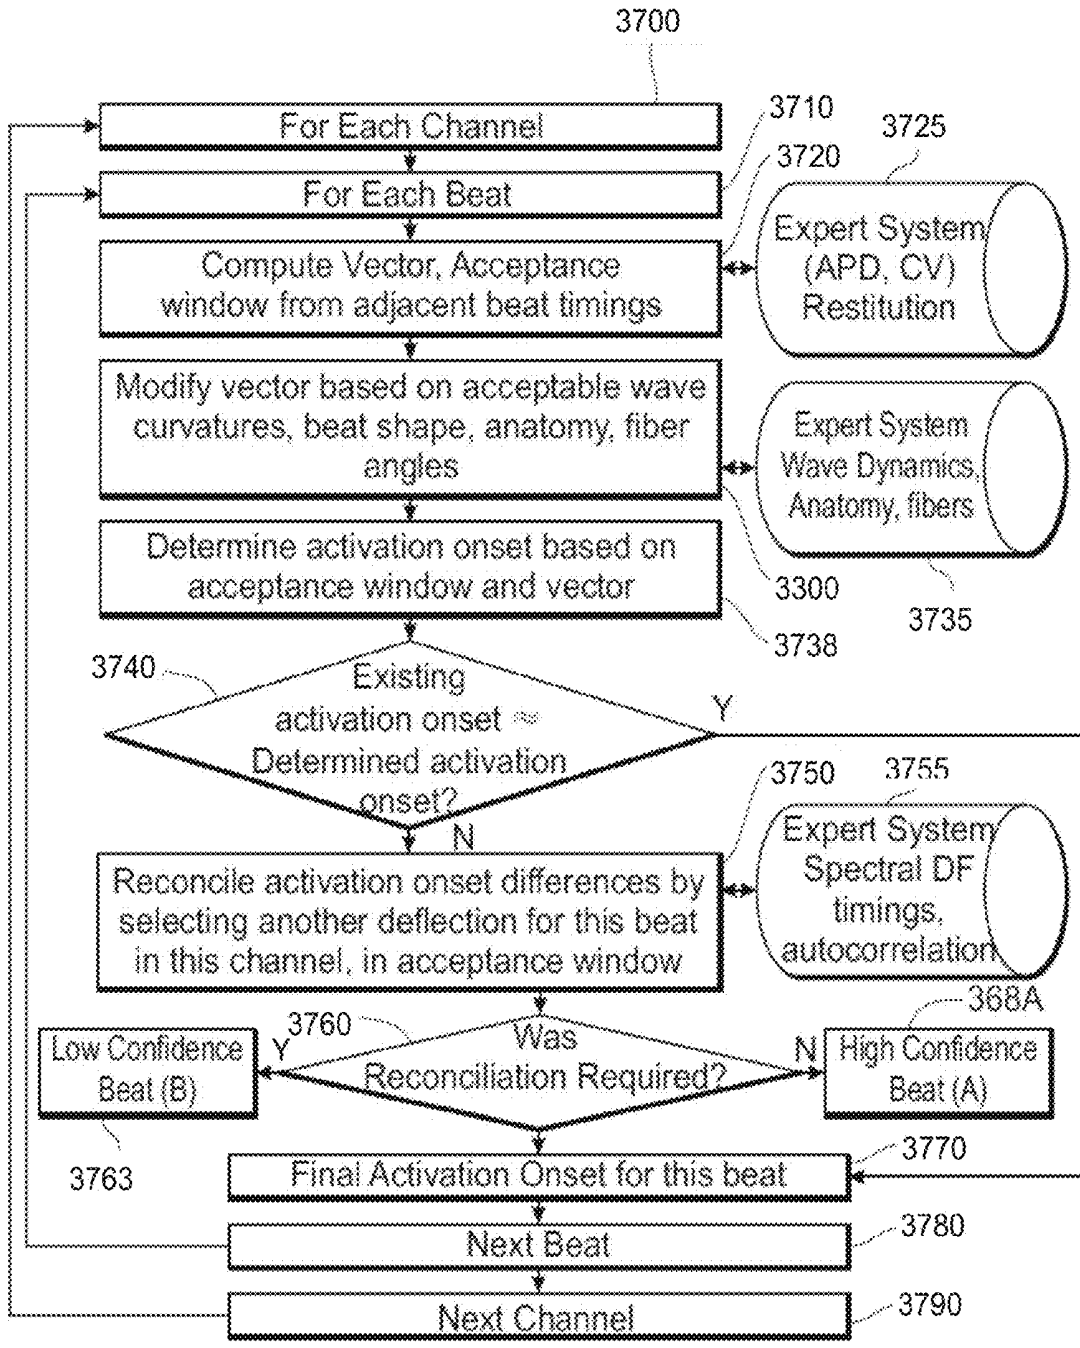 3700
For Each Channel
3710
3725
For Each Beat
3720
Compute Vector, Acceptance
window from adjacent beat timings
Expert System
(APD, CV)
Restitution
Modify vector based on acceptable wave
curvatures, beat shape, anatomy, fiber
angles
Expert System
Wave Dynamics,
Anatomy, fibers
Determine activation onset based on
acceptance window and vector
3300
3735
3738
3740
Existing
activation onset ≈
Determined activation
onset?
Y
N
3750
3755
Reconcile activation onset differences by
selecting another deflection for this beat
in this channel, in acceptance window
Expert System
Spectral DF
timings,
autocorrelation
368A
3760
Was
Reconciliation Required?
Y
N
Low Confidence
Beat (B)
High Confidence
Beat (A)
3763
3770
Final Activation Onset for this beat
3780
Next Beat
3790
Next Channel